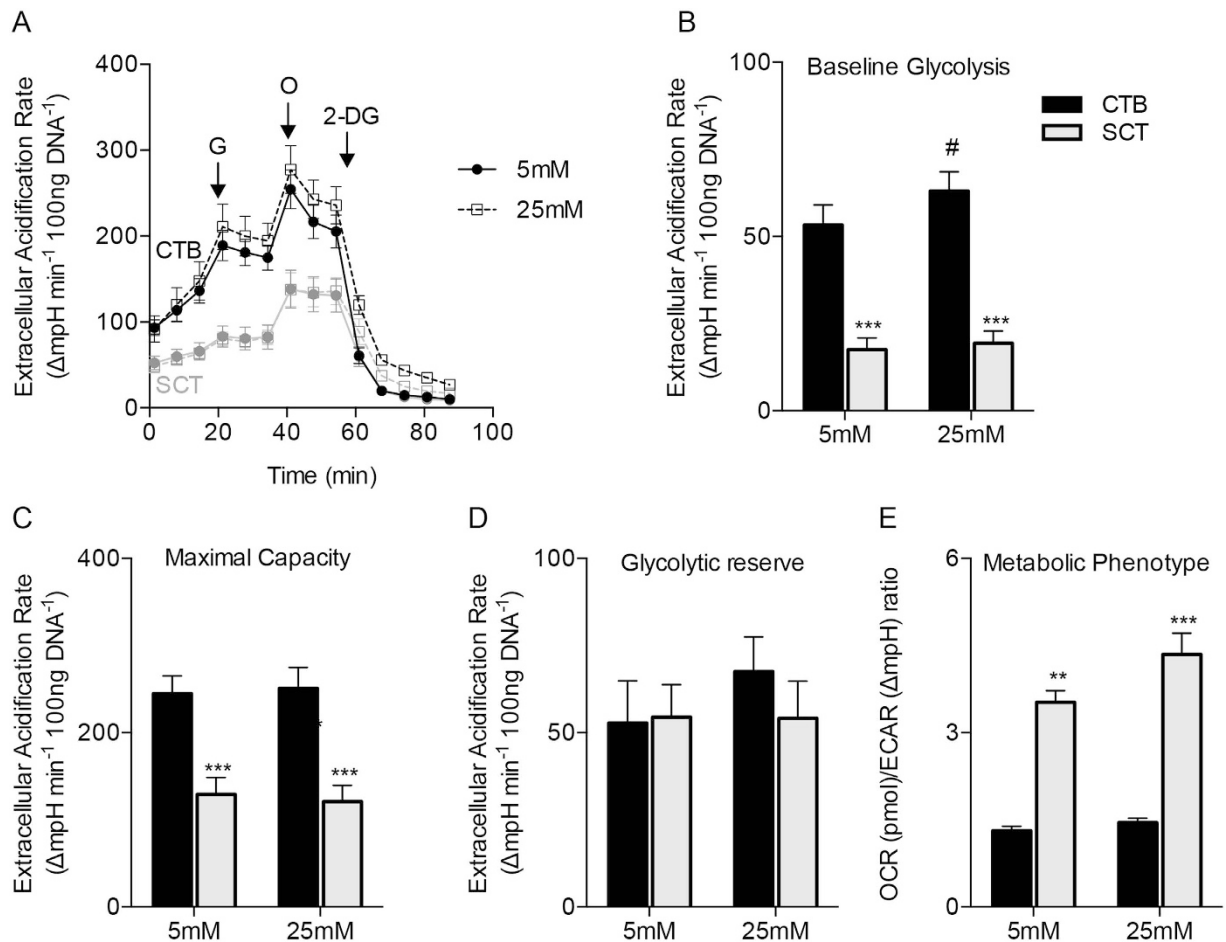 A
Extracellular Acidification Rate
(ΔmpH min⁻¹ 100ng DNA⁻¹)
400
300
200
100
0
G
O
2-DG
CTB
SCT
5mM
25mM
0
20
40
60
80
100
Time (min)
B
Extracellular Acidification Rate
(ΔmpH min⁻¹ 100ng DNA⁻¹)
100
50
0
Baseline Glycolysis
#
***
***
5mM
25mM
CTB
SCT
C
Extracellular Acidification Rate
(ΔmpH min⁻¹ 100ng DNA⁻¹)
400
200
0
Maximal Capacity
***
*
***
5mM
25mM
D
Extracellular Acidification Rate
(ΔmpH min⁻¹ 100ng DNA⁻¹)
100
50
0
Glycolytic reserve
5mM
25mM
E
OCR (pmol)/ECAR (ΔmpH) ratio
6
3
0
Metabolic Phenotype
**
***
5mM
25mM